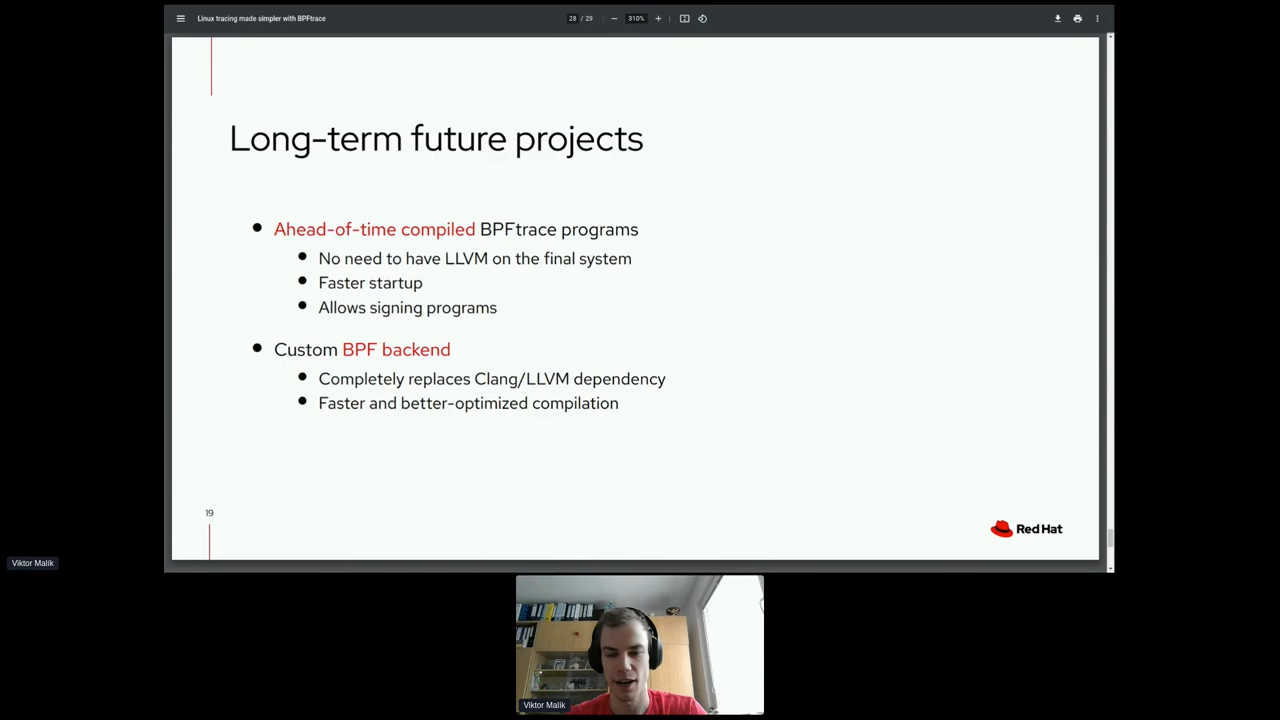 Linux tracing made simpler with BPFtrace
28 / 29
310%
Long-term future projects
Ahead-of-time compiled BPFtrace programs
No need to have LLVM on the final system
Faster startup
Allows signing programs
Custom BPF backend
Completely replaces Clang/LLVM dependency
Faster and better-optimized compilation
19
Red Hat
Viktor Malík
Viktor Malík